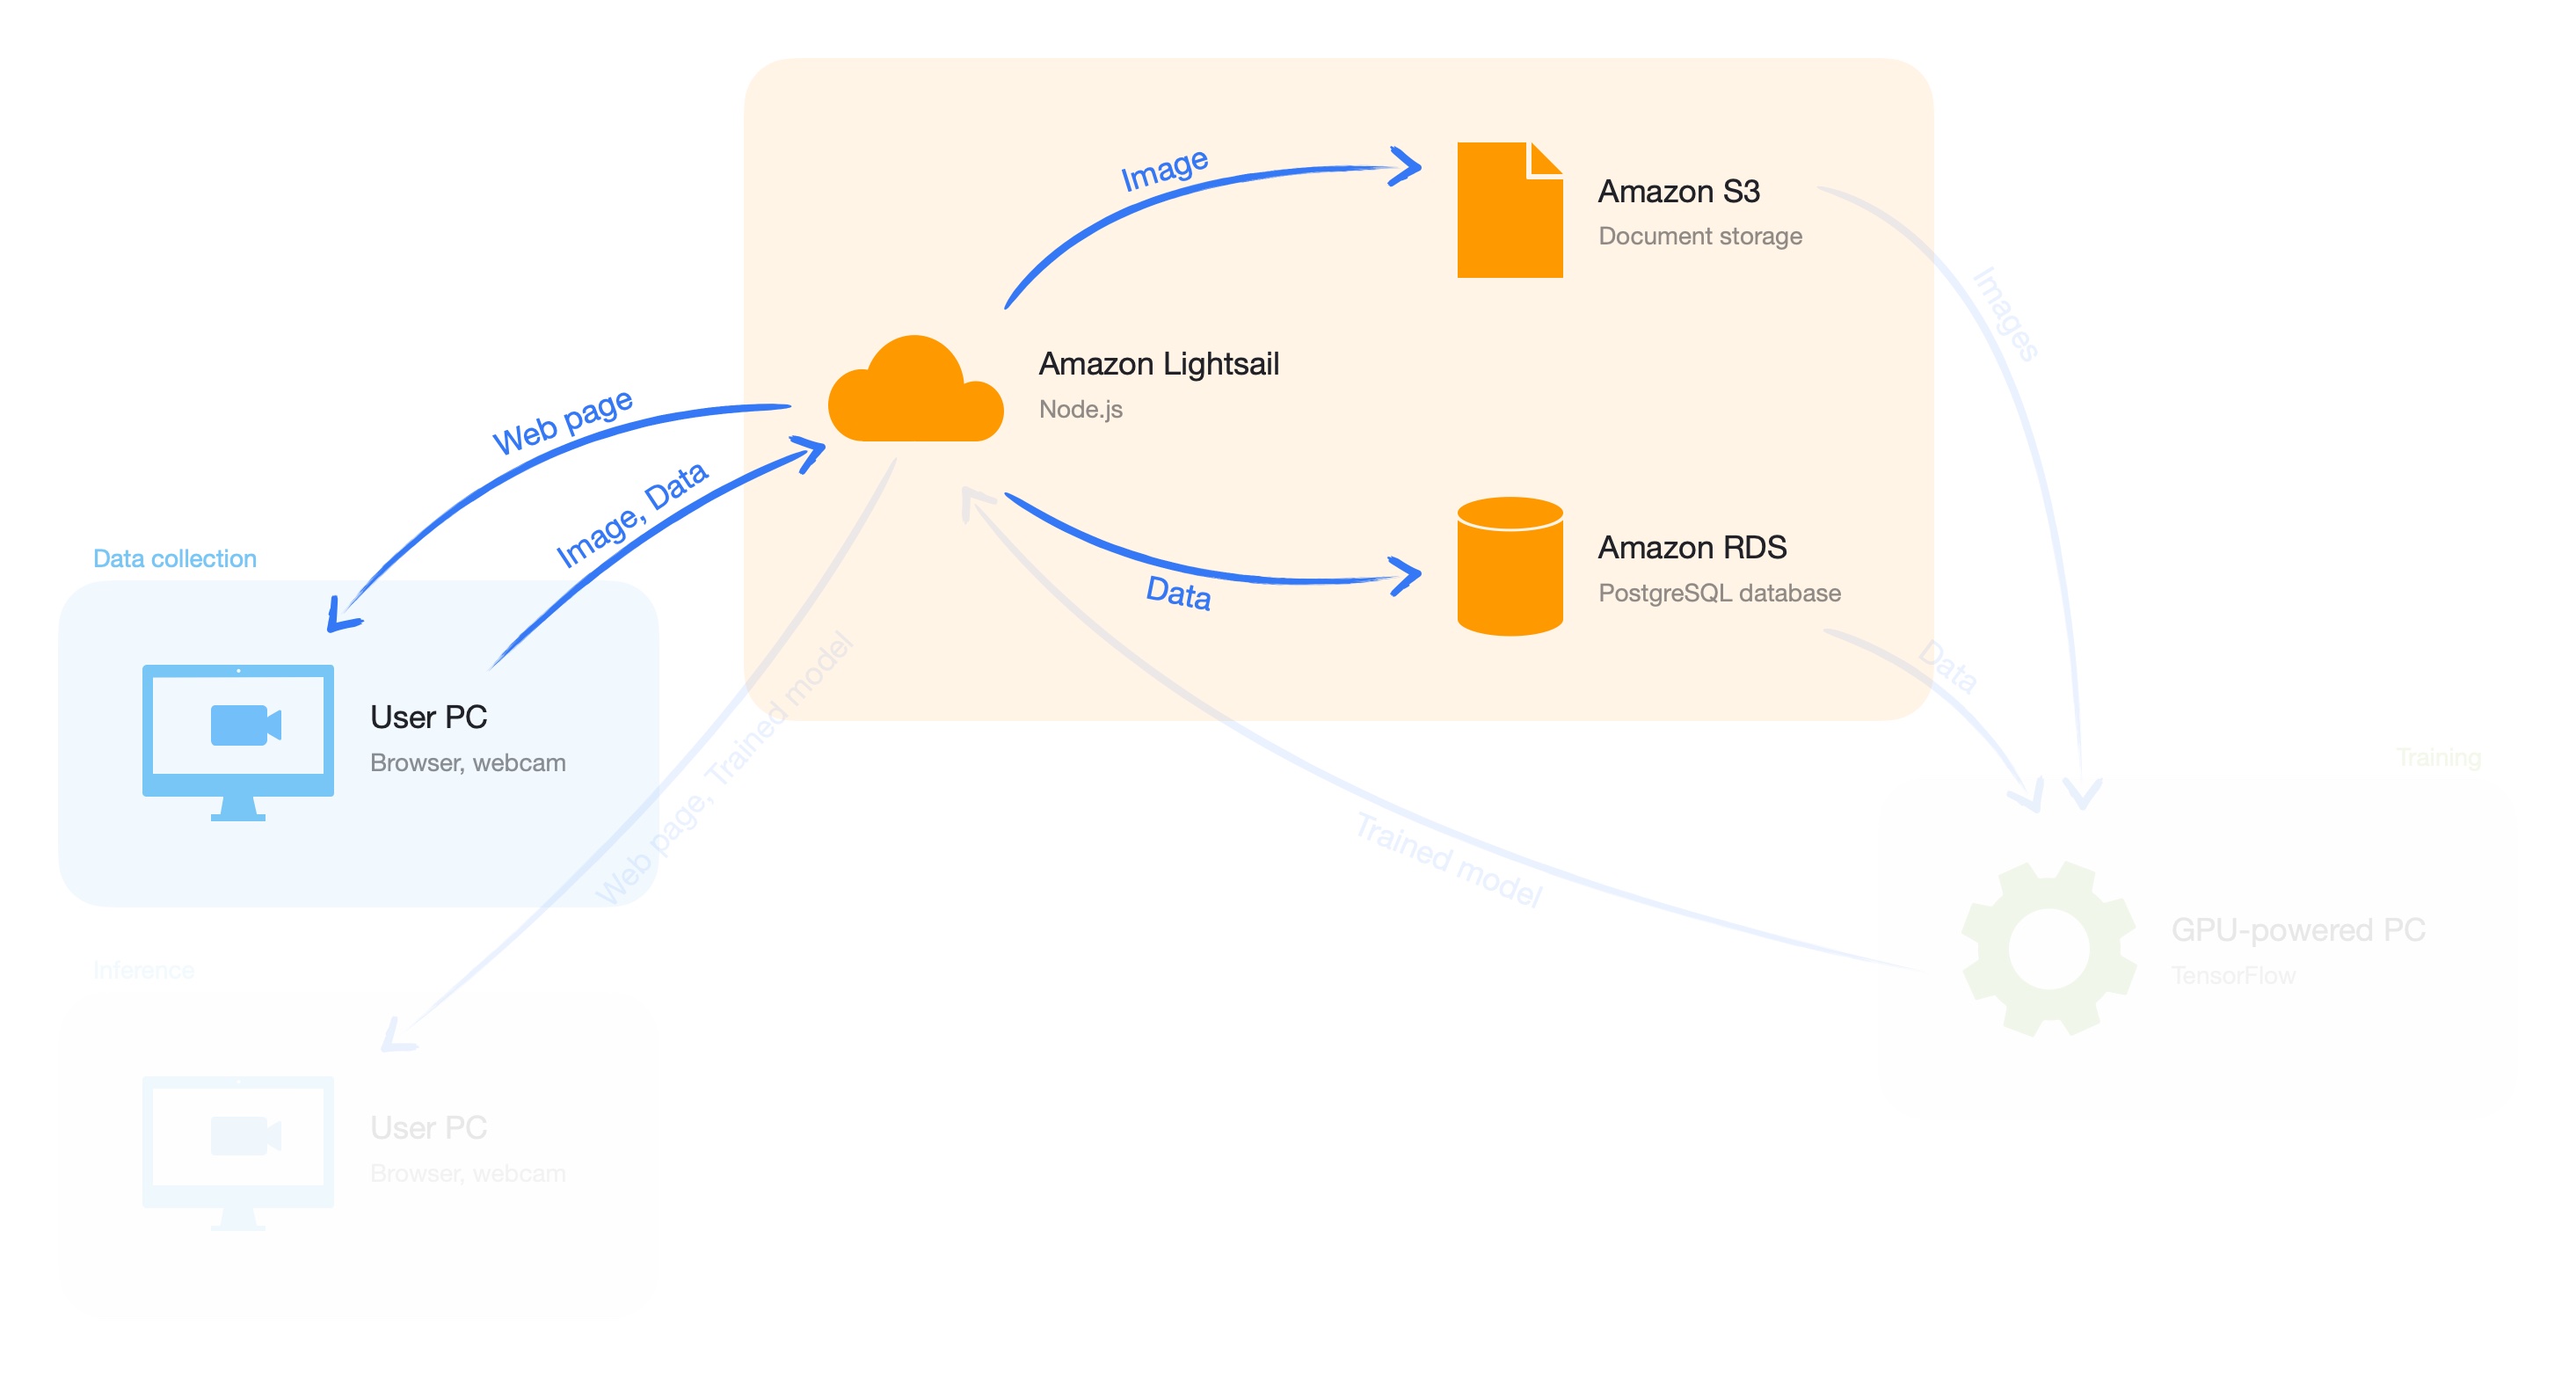 Image
Amazon S3
Document storage
Images
Amazon Lightsail
Node.js
Web page
Image, Data
Data collection
Amazon RDS
PostgreSQL database
Data
User PC
Browser, webcam
Web page, Trained model
Data
Training
Trained model
GPU-powered PC
TensorFlow
Inference
User PC
Browser, webcam